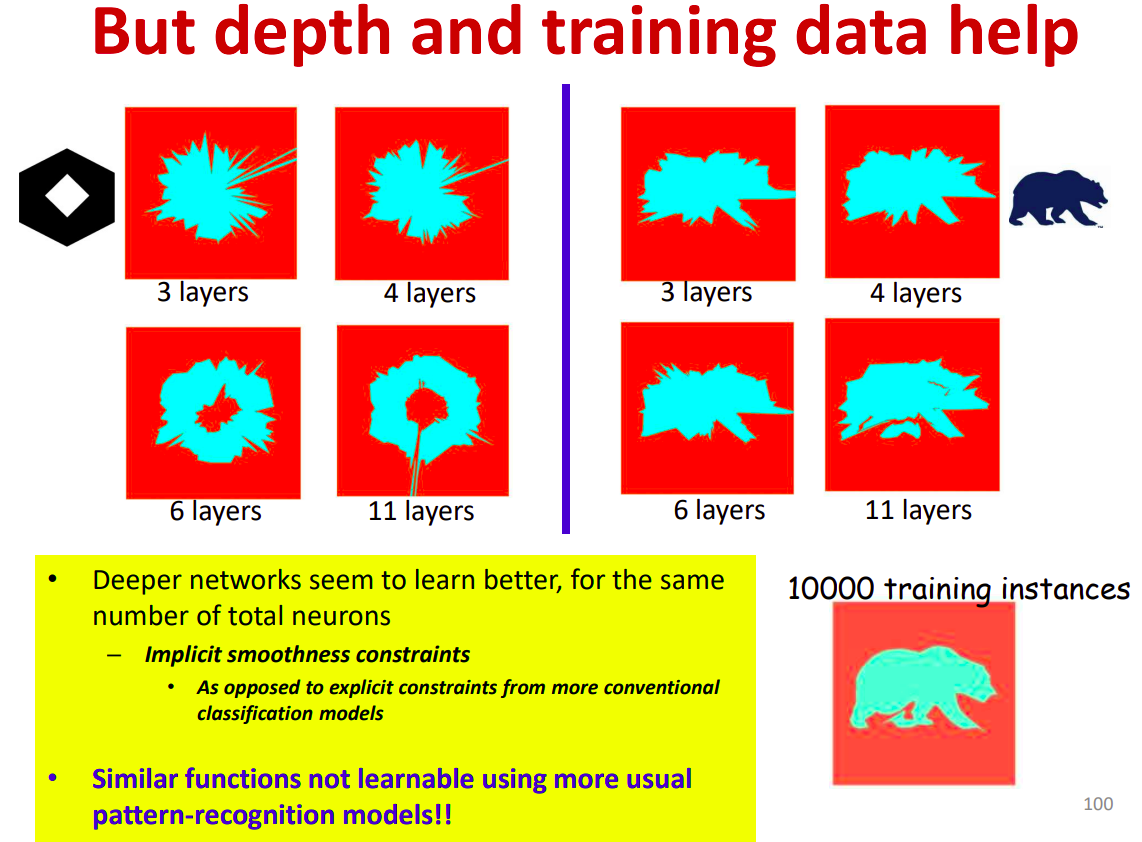 But depth and training data help
3 layers
4 layers
3 layers
4 layers
6 layers
11 layers
6 layers
11 layers
• Deeper networks seem to learn better, for the same
number of total neurons
– Implicit smoothness constraints
• As opposed to explicit constraints from more conventional
classification models
• Similar functions not learnable using more usual
pattern-recognition models!!
10000 training instances
100